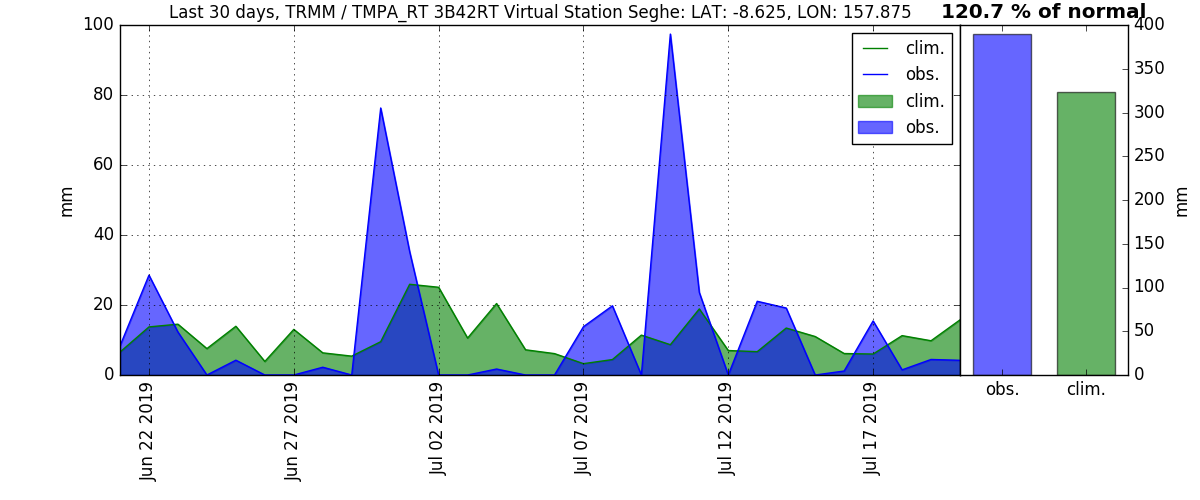 Last 30 days, TRMM / TMPA_RT 3B42RT Virtual Station Seghe: LAT: -8.625, LON: 157.875
120.7 % of normal
100
80
60
40
20
0
mm
clim.
obs.
clim.
obs.
Jun 22 2019
Jun 27 2019
Jul 02 2019
Jul 07 2019
Jul 12 2019
Jul 17 2019
400
350
300
250
200
150
100
50
0
mm
obs.
clim.